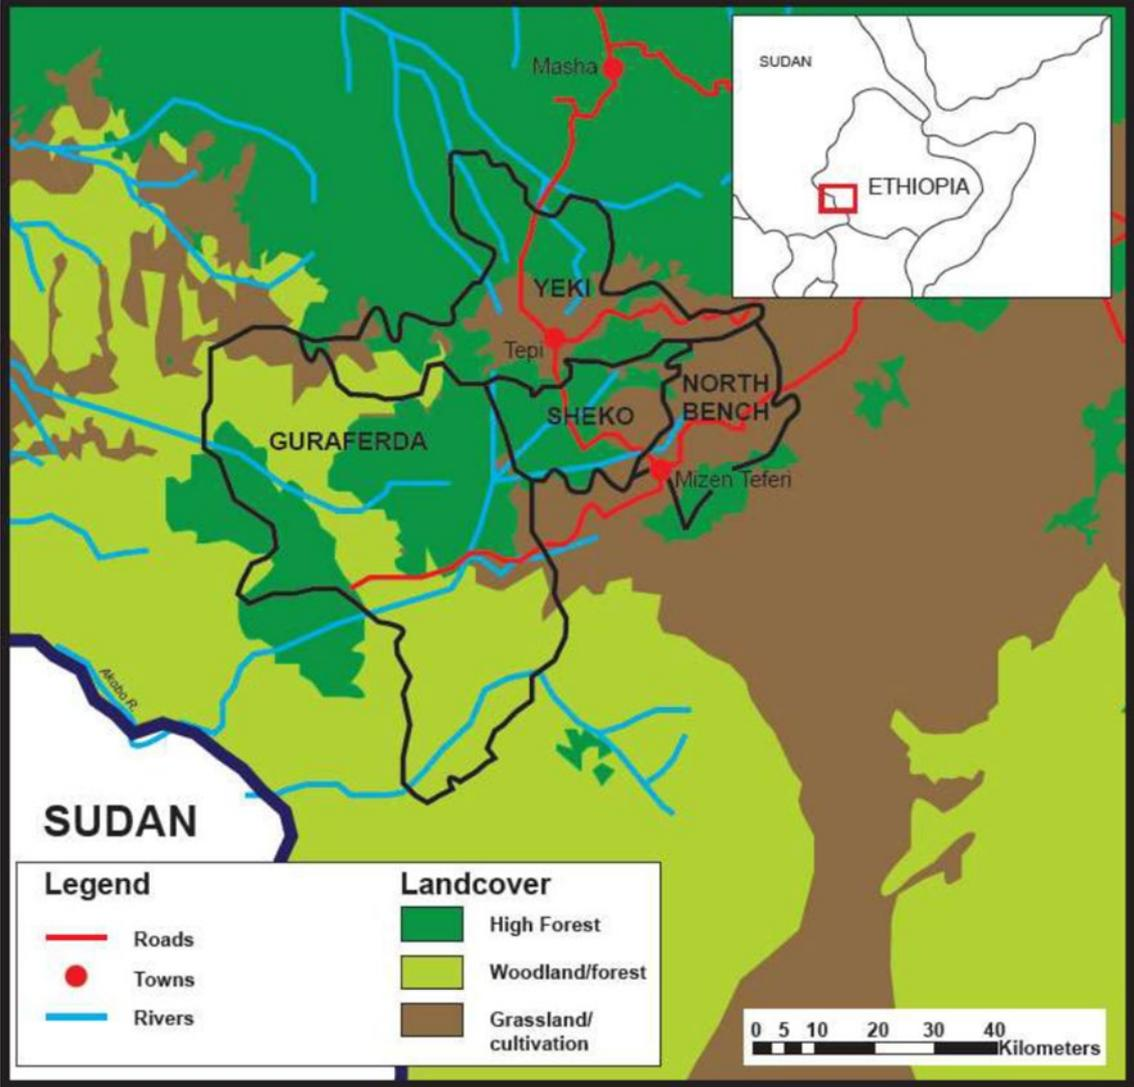 Masha
SUDAN
ETHIOPIA
YEKI
Tepi
NORTH
BENCH
SHEKO
GURAFERDA
Mizen Teferi
Akobo R.
SUDAN
Legend
Roads
Towns
Rivers
Landcover
High Forest
Woodland/forest
Grassland/
cultivation
0 5 10 20 30 40
Kilometers